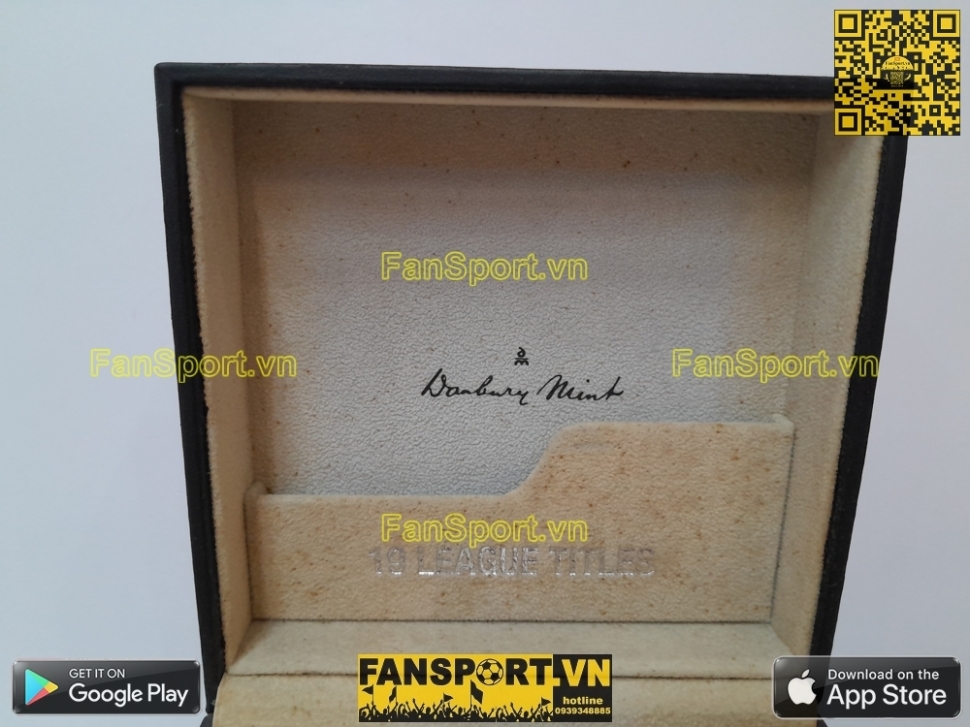 FanSport.vn
FanSport.vn
FanSport.vn
Danbury Mint
FanSport.vn
19 LEAGUE TITLES
GET IT ON
Google Play
FANSPORT.VN
hotline
0939348885
Download on the
App Store